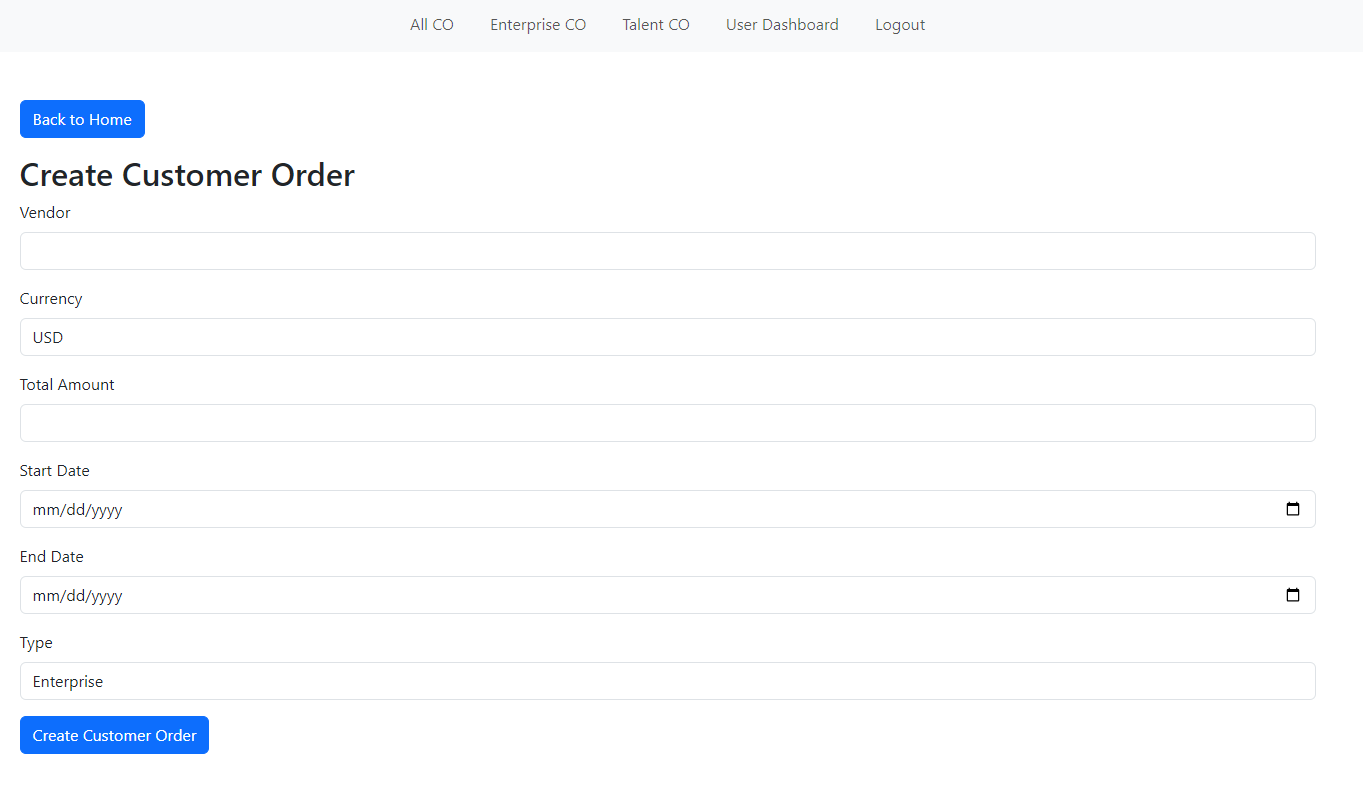 All CO Enterprise CO Talent CO User Dashboard Logout
Back to Home
Create Customer Order
Vendor
Currency
USD
Total Amount
Start Date
mm/dd/yyyy
End Date
mm/dd/yyyy
Type
Enterprise
Create Customer Order